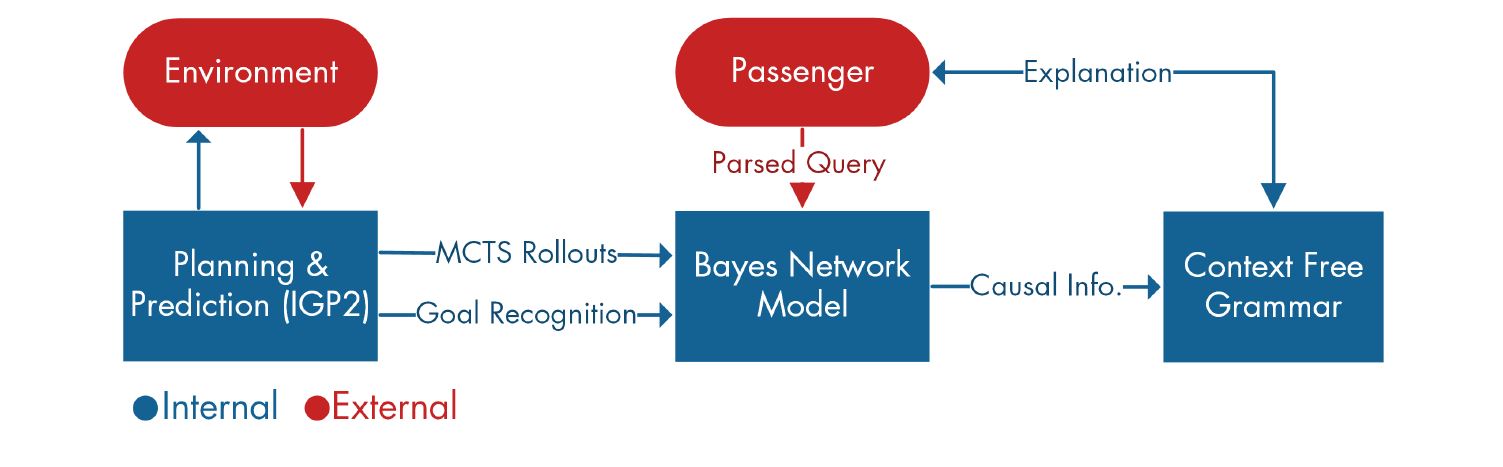 Environment
Passenger
Explanation
Parsed Query
Planning &
Prediction (IGP2)
MCTS Rollouts
Goal Recognition
Bayes Network
Model
Causal Info.
Context Free
Grammar
Internal
External